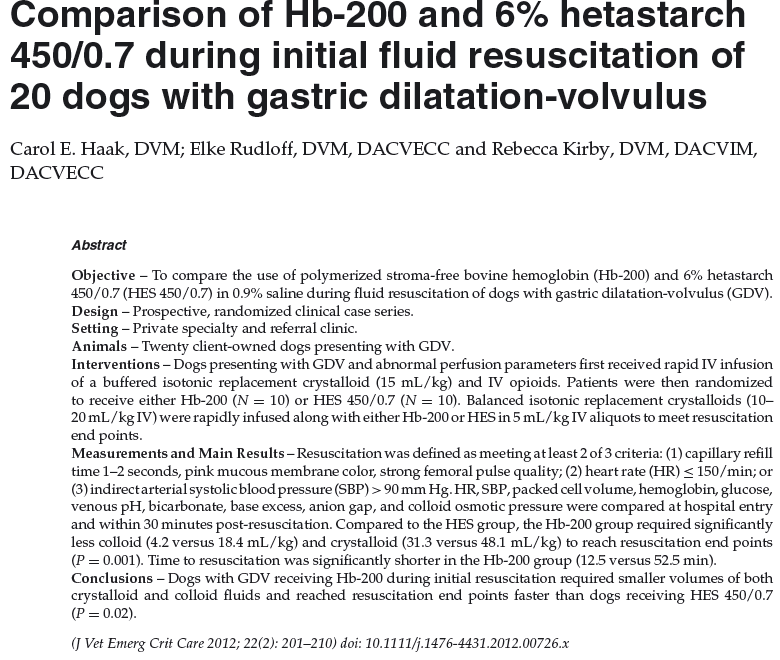 Comparison of Hb-200 and 6% hetastarch
450/0.7 during initial fluid resuscitation of
20 dogs with gastric dilatation-volvulus
Carol E. Haak, DVM; Elke Rudloff, DVM, DACVECC and Rebecca Kirby, DVM, DACVIM,
DACVECC
Abstract
Objective – To compare the use of polymerized stroma-free bovine hemoglobin (Hb-200) and 6% hetastarch
450/0.7 (HES 450/0.7) in 0.9% saline during fluid resuscitation of dogs with gastric dilatation-volvulus (GDV).
Design – Prospective, randomized clinical case series.
Setting – Private specialty and referral clinic.
Animals – Twenty client-owned dogs presenting with GDV.
Interventions – Dogs presenting with GDV and abnormal perfusion parameters first received rapid IV infusion
of a buffered isotonic replacement crystalloid (15 mL/kg) and IV opioids. Patients were then randomized
to receive either Hb-200 (N = 10) or HES 450/0.7 (N = 10). Balanced isotonic replacement crystalloids (10–
20 mL/kg IV) were rapidly infused along with either Hb-200 or HES in 5 mL/kg IV aliquots to meet resuscitation
end points.
Measurements and Main Results – Resuscitation was defined as meeting at least 2 of 3 criteria: (1) capillary refill
time 1–2 seconds, pink mucous membrane color, strong femoral pulse quality; (2) heart rate (HR) ≤ 150/min; or
(3) indirect arterial systolic blood pressure (SBP) > 90 mm Hg. HR, SBP, packed cell volume, hemoglobin, glucose,
venous pH, bicarbonate, base excess, anion gap, and colloid osmotic pressure were compared at hospital entry
and within 30 minutes post-resuscitation. Compared to the HES group, the Hb-200 group required significantly
less colloid (4.2 versus 18.4 mL/kg) and crystalloid (31.3 versus 48.1 mL/kg) to reach resuscitation end points
(P = 0.001). Time to resuscitation was significantly shorter in the Hb-200 group (12.5 versus 52.5 min).
Conclusions – Dogs with GDV receiving Hb-200 during initial resuscitation required smaller volumes of both
crystalloid and colloid fluids and reached resuscitation end points faster than dogs receiving HES 450/0.7
(P = 0.02).
(J Vet Emerg Crit Care 2012; 22(2): 201–210) doi: 10.1111/j.1476-4431.2012.00726.x